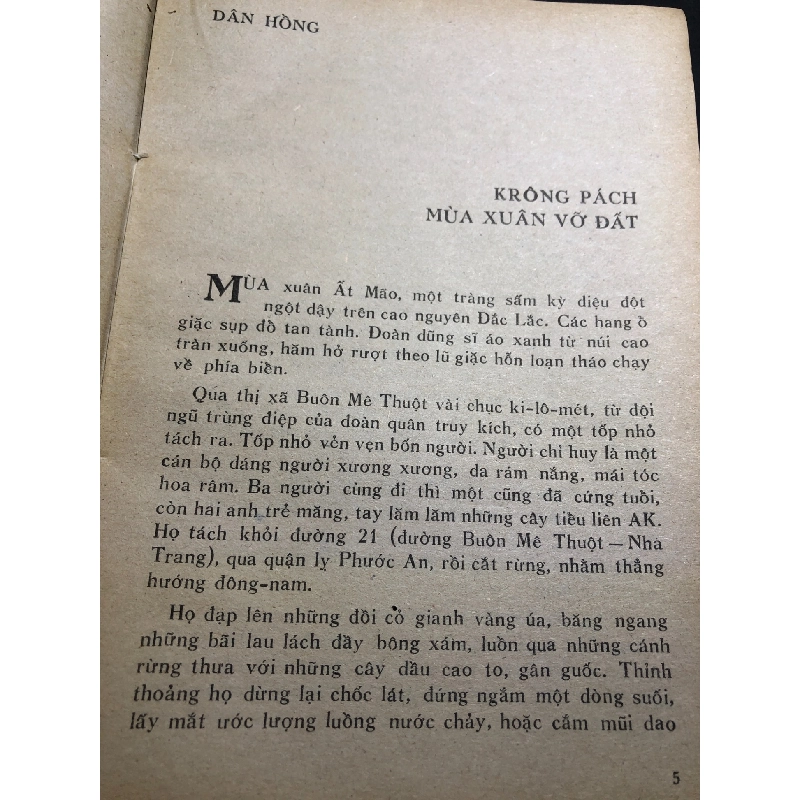 DÂN HỒNG
KRÔNG PÁCH
MÙA XUÂN VỠ ĐẤT
MÙA xuân Ất Mão, một tràng sấm kỳ diệu đột
ngột dậy trên cao nguyên Đắc Lắc. Các hang ổ
giặc sụp đổ tan tành. Đoàn dũng sĩ áo xanh từ núi cao
tràn xuống, hăm hở rượt theo lũ giặc hỗn loạn tháo chạy
về phía biển.
Qua thị xã Buôn Mê Thuột vài chục ki-lô-mét, từ đội
ngũ trùng điệp của đoàn quân truy kích, có một tốp nhỏ
tách ra. Tốp nhỏ vẻn vẹn bốn người. Người chỉ huy là một
cán bộ dáng người xương xương, da rám nắng, mái tóc
hoa râm. Ba người cùng đi thì một cũng đã cứng tuổi,
còn hai anh trẻ măng, tay lăm lăm những cây tiểu liên AK.
Họ tách khỏi đường 21 (đường Buôn Mê Thuột — Nha
Trang), qua quận lỵ Phước An, rồi cắt rừng, nhằm thẳng
hướng đông-nam.
Họ đạp lên những đồi cỏ gianh vàng úa, băng ngang
những bãi lau lách đầy bông xám, luồn qua những cánh
rừng thưa với những cây dầu cao to, gân guốc. Thỉnh
thoảng họ dừng lại chốc lát, đứng ngắm một dòng suối,
lấy mắt ước lượng luồng nước chảy, hoặc cắm mũi dao
5